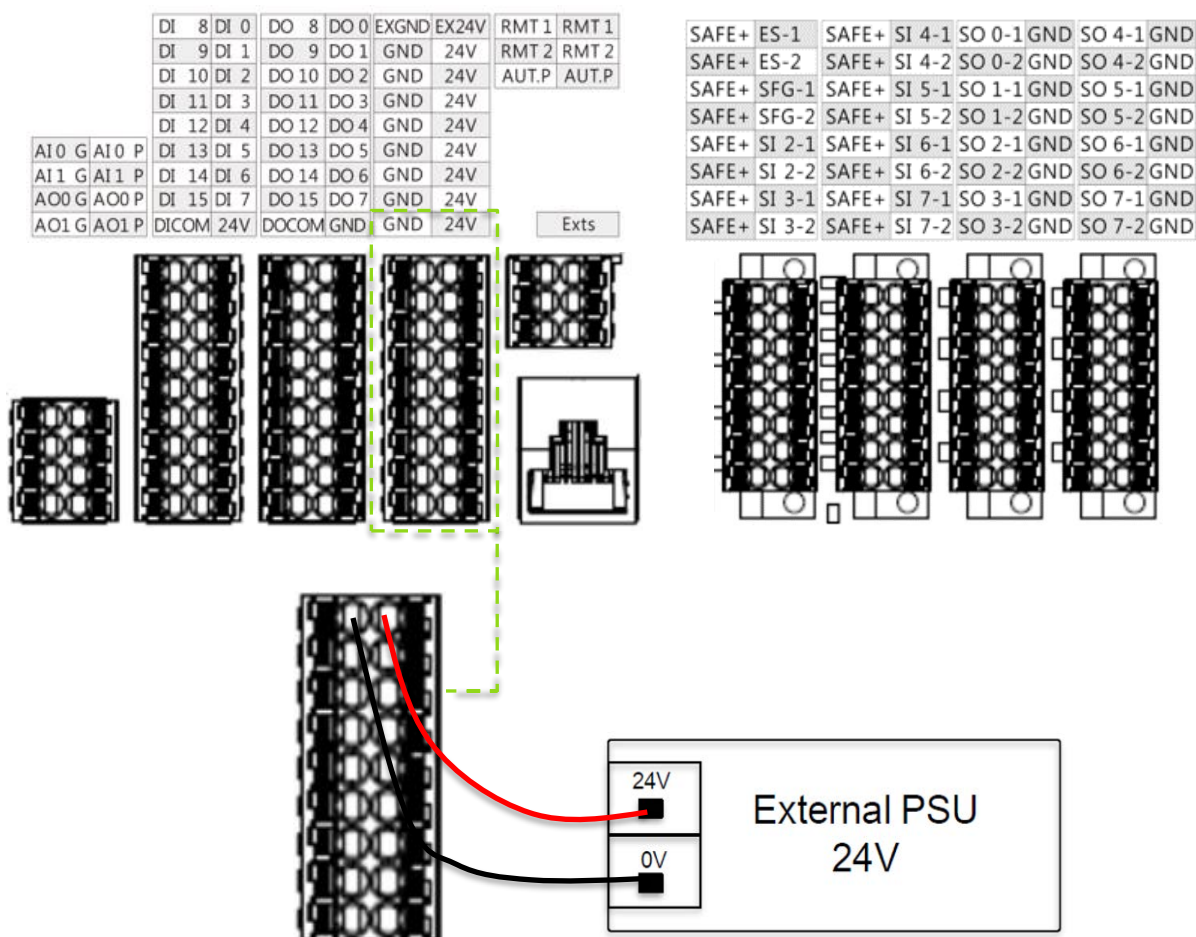 DI 8 DI 0 DO 8 DO 0 EXGND EX24V RMT 1 RMT 1
DI 9 DI 1 DO 9 DO 1 GND 24V RMT 2 RMT 2
DI 10 DI 2 DO 10 DO 2 GND 24V AUT.P AUT.P
DI 11 DI 3 DO 11 DO 3 GND 24V
DI 12 DI 4 DO 12 DO 4 GND 24V
AI0 G AI0 P DI 13 DI 5 DO 13 DO 5 GND 24V
AI1 G AI1 P DI 14 DI 6 DO 14 DO 6 GND 24V
AO0 G AO0 P DI 15 DI 7 DO 15 DO 7 GND 24V
AO1 G AO1 P DICOM 24V DOCOM GND GND 24V Exts
SAFE+ ES-1 SAFE+ SI 4-1 SO 0-1 GND SO 4-1 GND
SAFE+ ES-2 SAFE+ SI 4-2 SO 0-2 GND SO 4-2 GND
SAFE+ SFG-1 SAFE+ SI 5-1 SO 1-1 GND SO 5-1 GND
SAFE+ SFG-2 SAFE+ SI 5-2 SO 1-2 GND SO 5-2 GND
SAFE+ SI 2-1 SAFE+ SI 6-1 SO 2-1 GND SO 6-1 GND
SAFE+ SI 2-2 SAFE+ SI 6-2 SO 2-2 GND SO 6-2 GND
SAFE+ SI 3-1 SAFE+ SI 7-1 SO 3-1 GND SO 7-1 GND
SAFE+ SI 3-2 SAFE+ SI 7-2 SO 3-2 GND SO 7-2 GND
24V
0V
External PSU
24V